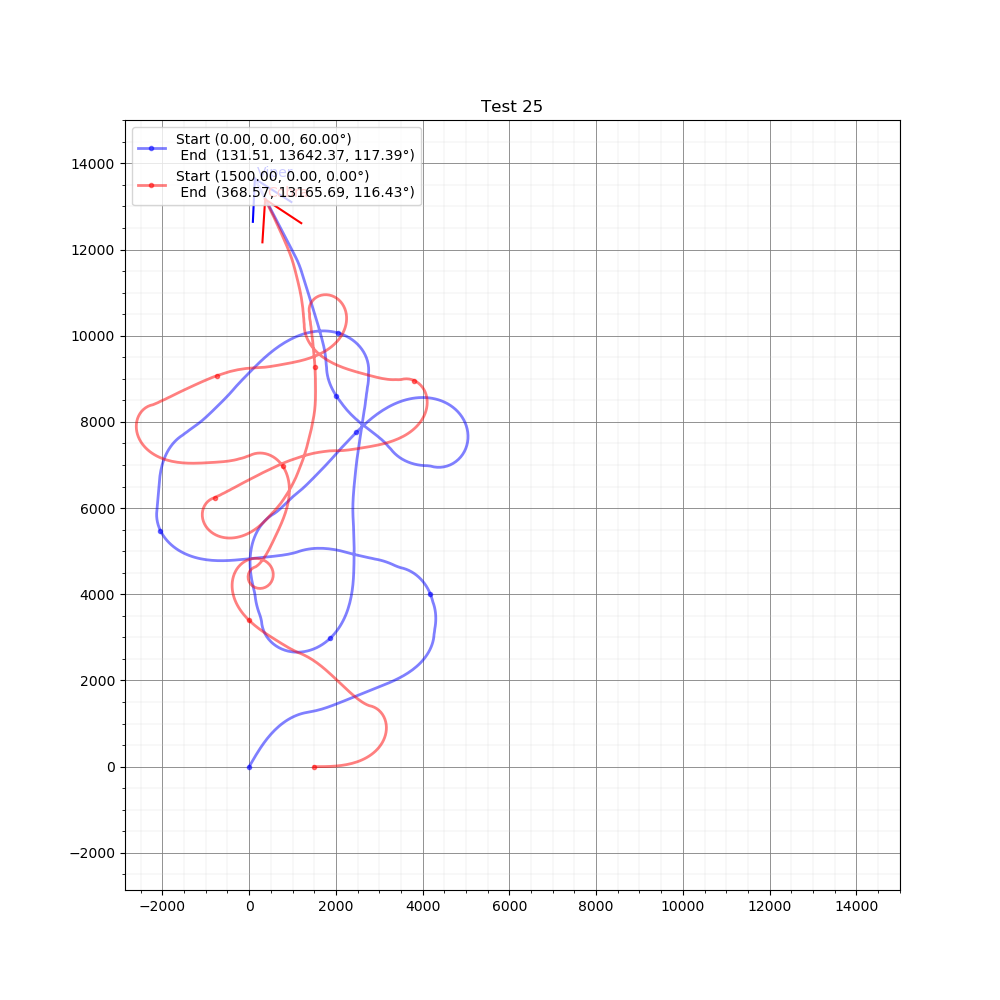 Test 25
Start (0.00, 0.00, 60.00°)
End (131.51, 13642.37, 117.39°)
Start (1500.00, 0.00, 0.00°)
End (368.57, 13165.69, 116.43°)
14000
12000
10000
8000
6000
4000
2000
0
−2000
−2000 0 2000 4000 6000 8000 10000 12000 14000